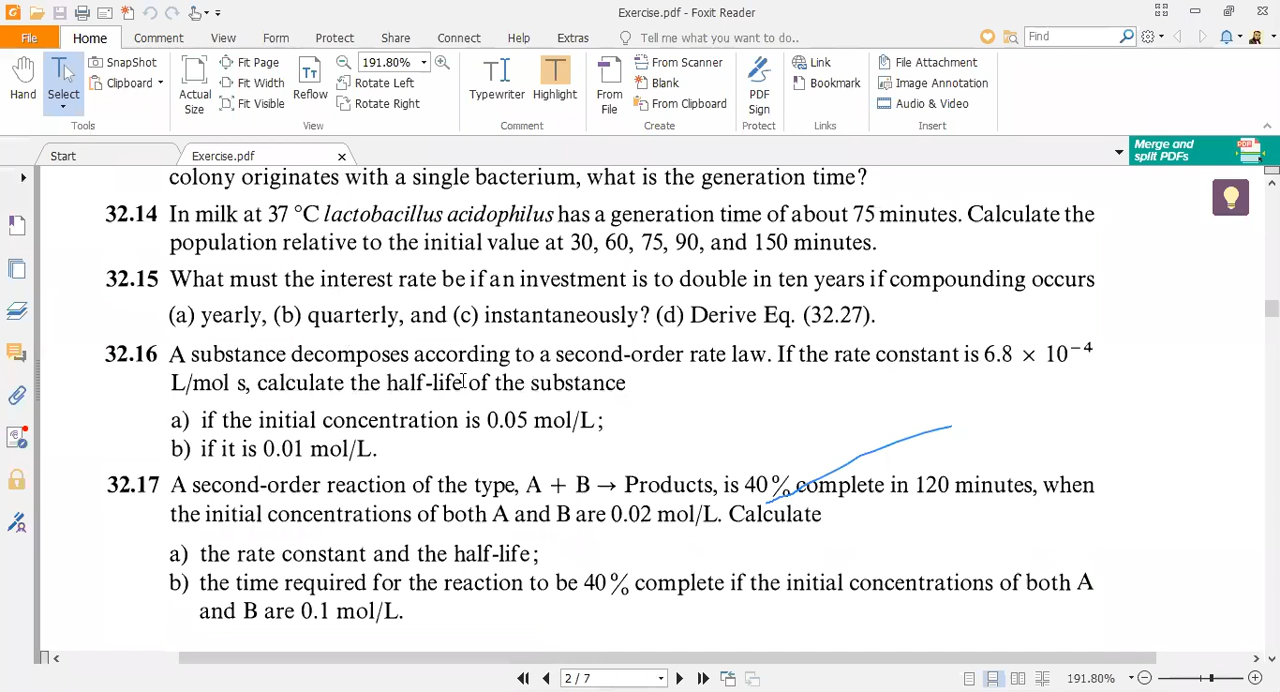 Exercise.pdf - Foxit Reader
File Home Comment View Form Protect Share Connect Help Extras Tell me what you want to do.. Find
Hand Select SnapShot Clipboard Actual Size Fit Page Fit Width Fit Visible Reflow 191.80% Rotate Left Rotate Right Typewriter Highlight From File From Scanner Blank From Clipboard PDF Sign Link Bookmark File Attachment Image Annotation Audio & Video
Tools View Comment Create Protect Links Insert
Start Exercise.pdf Merge and split PDFs
colony originates with a single bacterium, what is the generation time?
32.14 In milk at 37 °C lactobacillus acidophilus has a generation time of about 75 minutes. Calculate the
population relative to the initial value at 30, 60, 75, 90, and 150 minutes.
32.15 What must the interest rate be if an investment is to double in ten years if compounding occurs
(a) yearly, (b) quarterly, and (c) instantaneously? (d) Derive Eq. (32.27).
32.16 A substance decomposes according to a second-order rate law. If the rate constant is 6.8 × 10⁻⁴
L/mol s, calculate the half-life of the substance
a) if the initial concentration is 0.05 mol/L;
b) if it is 0.01 mol/L.
32.17 A second-order reaction of the type, A + B → Products, is 40% complete in 120 minutes, when
the initial concentrations of both A and B are 0.02 mol/L. Calculate
a) the rate constant and the half-life;
b) the time required for the reaction to be 40% complete if the initial concentrations of both A
and B are 0.1 mol/L.
2 / 7 191.80%